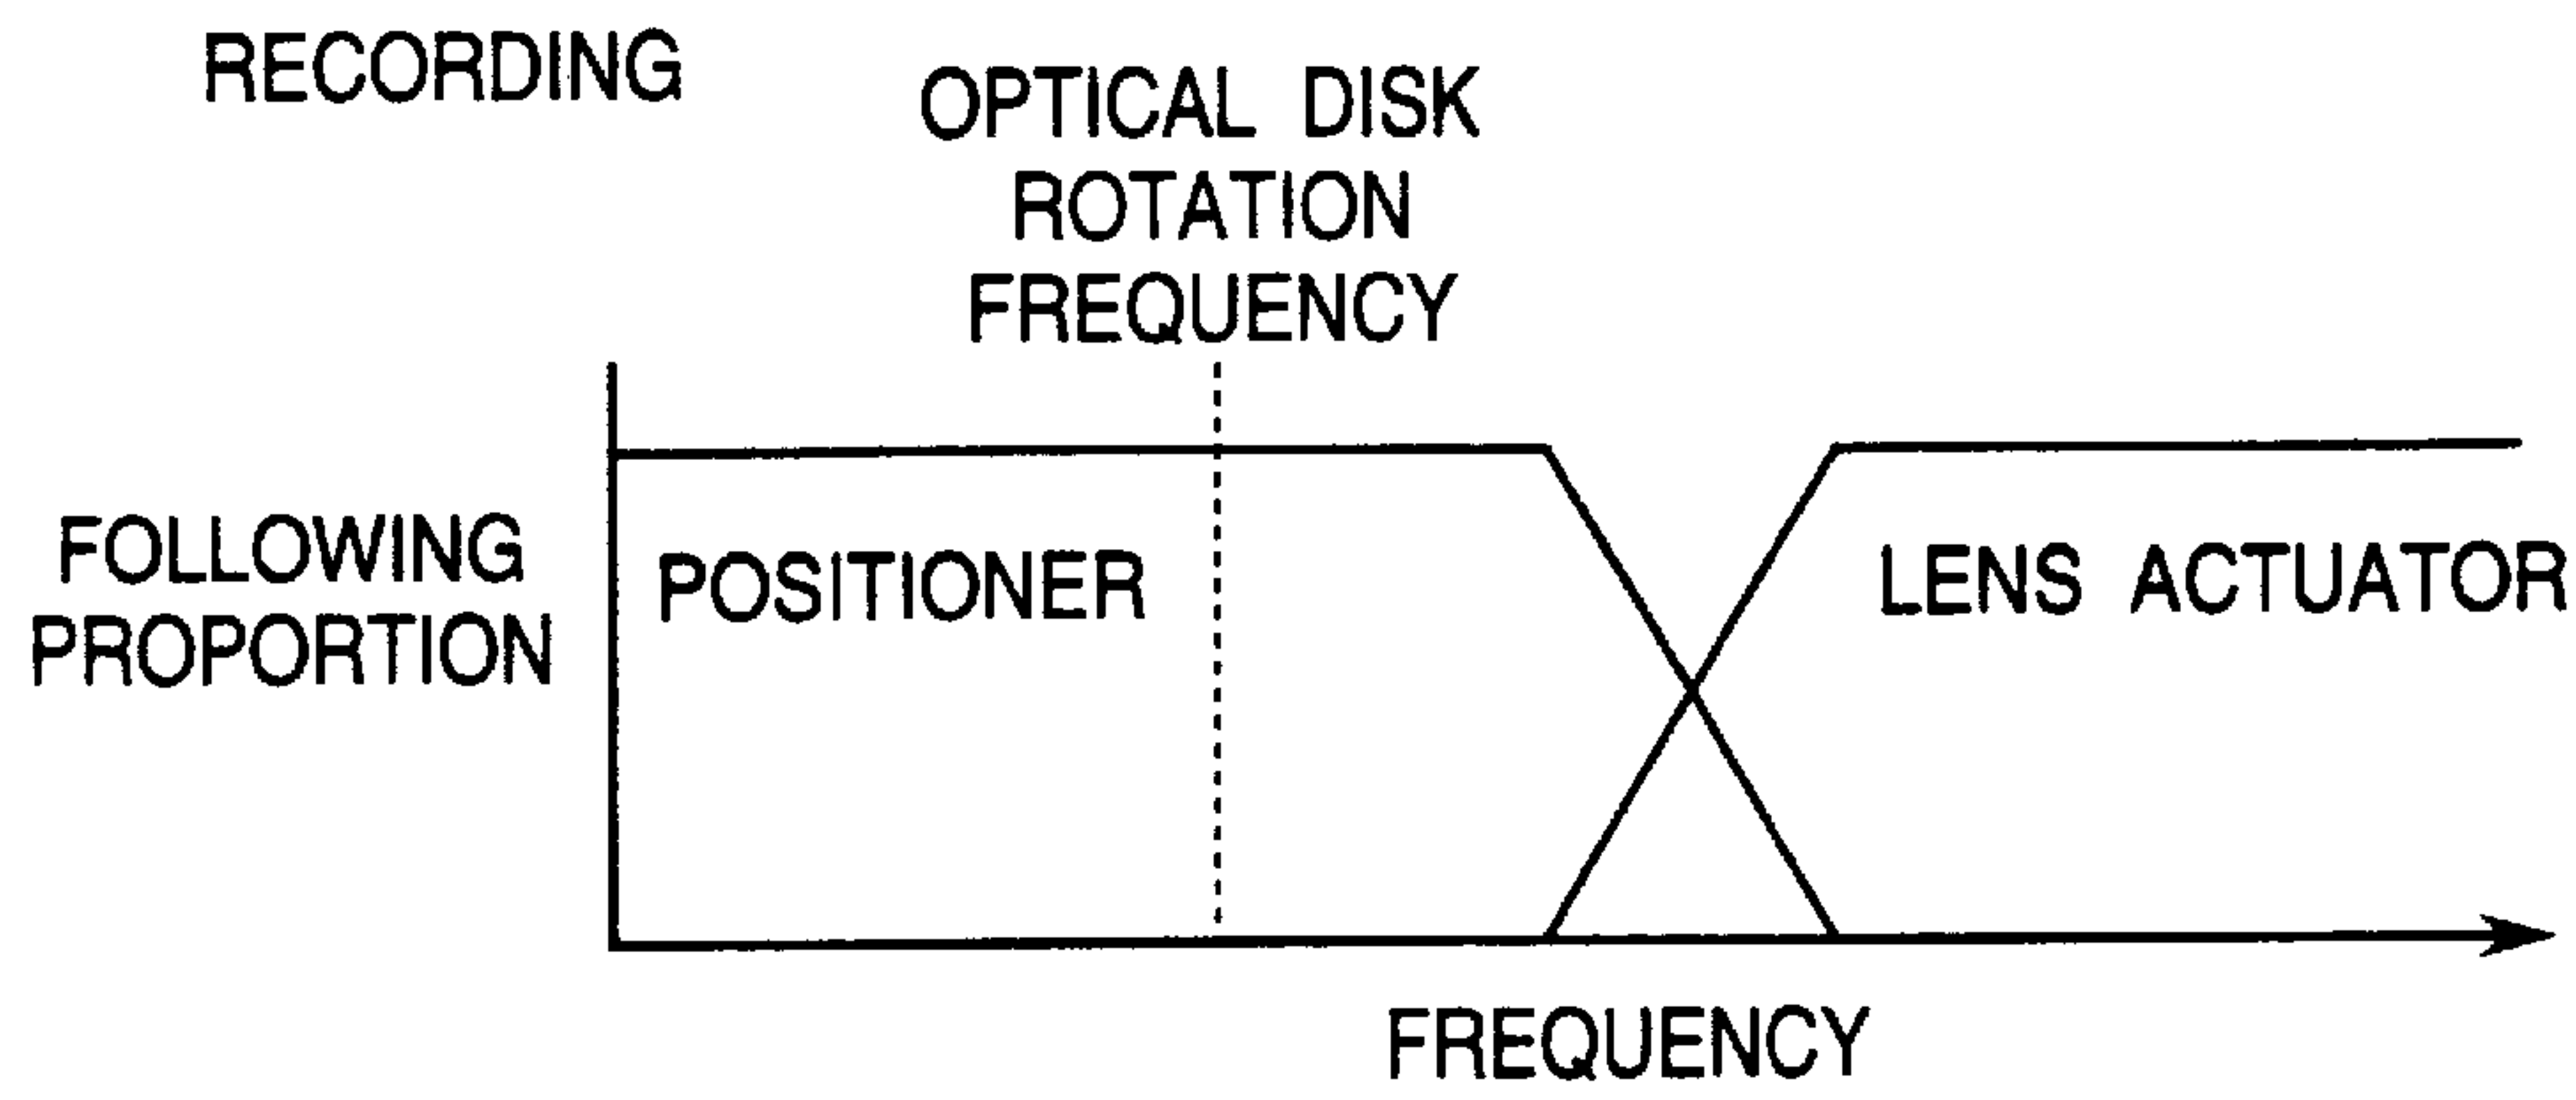 RECORDING
OPTICAL DISK
ROTATION
FREQUENCY
FOLLOWING
PROPORTION
POSITIONER
LENS ACTUATOR
FREQUENCY